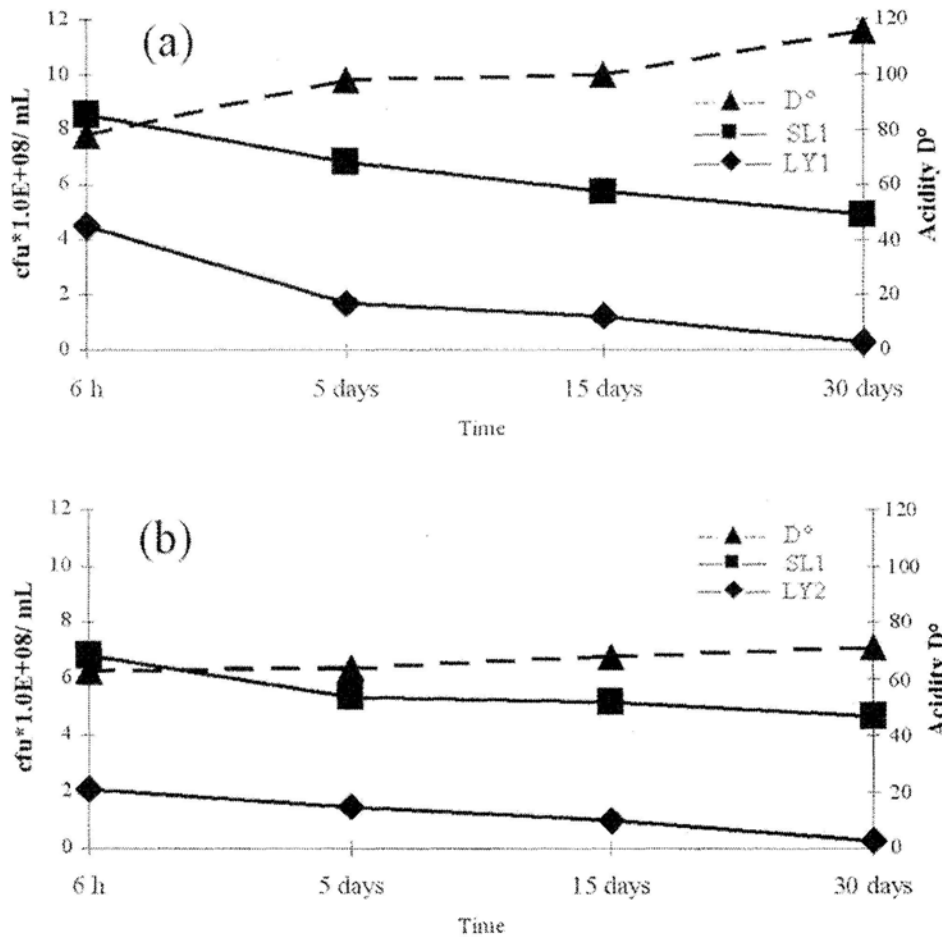 (a)
12
10
8
6
4
2
0
cfu*1.0E+08/ mL
120
100
80
60
40
20
0
Acidity D°
D°
SL1
LY1
6 h
5 days
15 days
30 days
Time
(b)
12
10
8
6
4
2
0
cfu*1.0E+08/ mL
120
100
80
60
40
20
0
Acidity D°
D°
SL1
LY2
6 h
5 days
15 days
30 days
Time